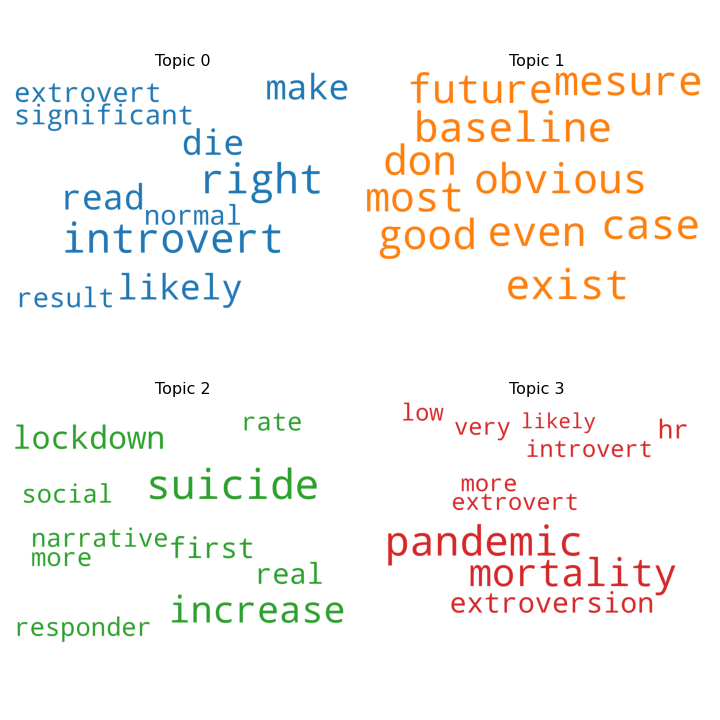 Topic 0
make
extrovert
significant
die
right
read
normal
introvert
likely
result
Topic 1
future mesure
baseline
don
obvious
most
good even case
exist
Topic 2
rate
lockdown
suicide
social
narrative
first
more
real
increase
responder
Topic 3
low very likely hr
introvert
more
extrovert
pandemic
mortality
extroversion